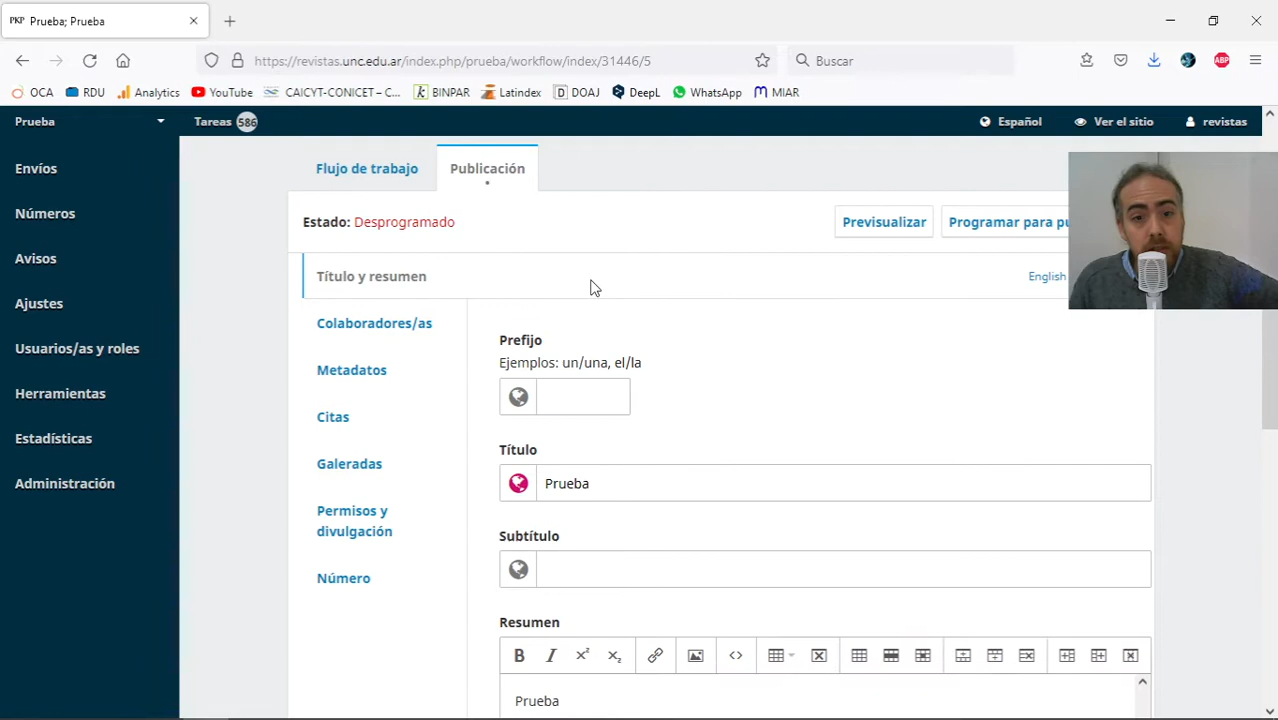 PKP Prueba; Prueba
https://revistas.unc.edu.ar/index.php/prueba/workflow/index/31446/5
Buscar
ABP
OCA RDU Analytics YouTube CAICYT-CONICET – C... BINPAR Latindex DOAJ DeepL WhatsApp MIAR
Prueba Tareas 586 Español Ver el sitio revistas
Envíos
Números
Avisos
Ajustes
Usuarios/as y roles
Herramientas
Estadísticas
Administración
Flujo de trabajo Publicación
Estado: Desprogramado Previsualizar Programar para pu
Título y resumen English
Colaboradores/as
Metadatos
Citas
Galeradas
Permisos y
divulgación
Número
Prefijo
Ejemplos: un/una, el/la
Título
Prueba
Subtítulo
Resumen
B I x² x₂
Prueba